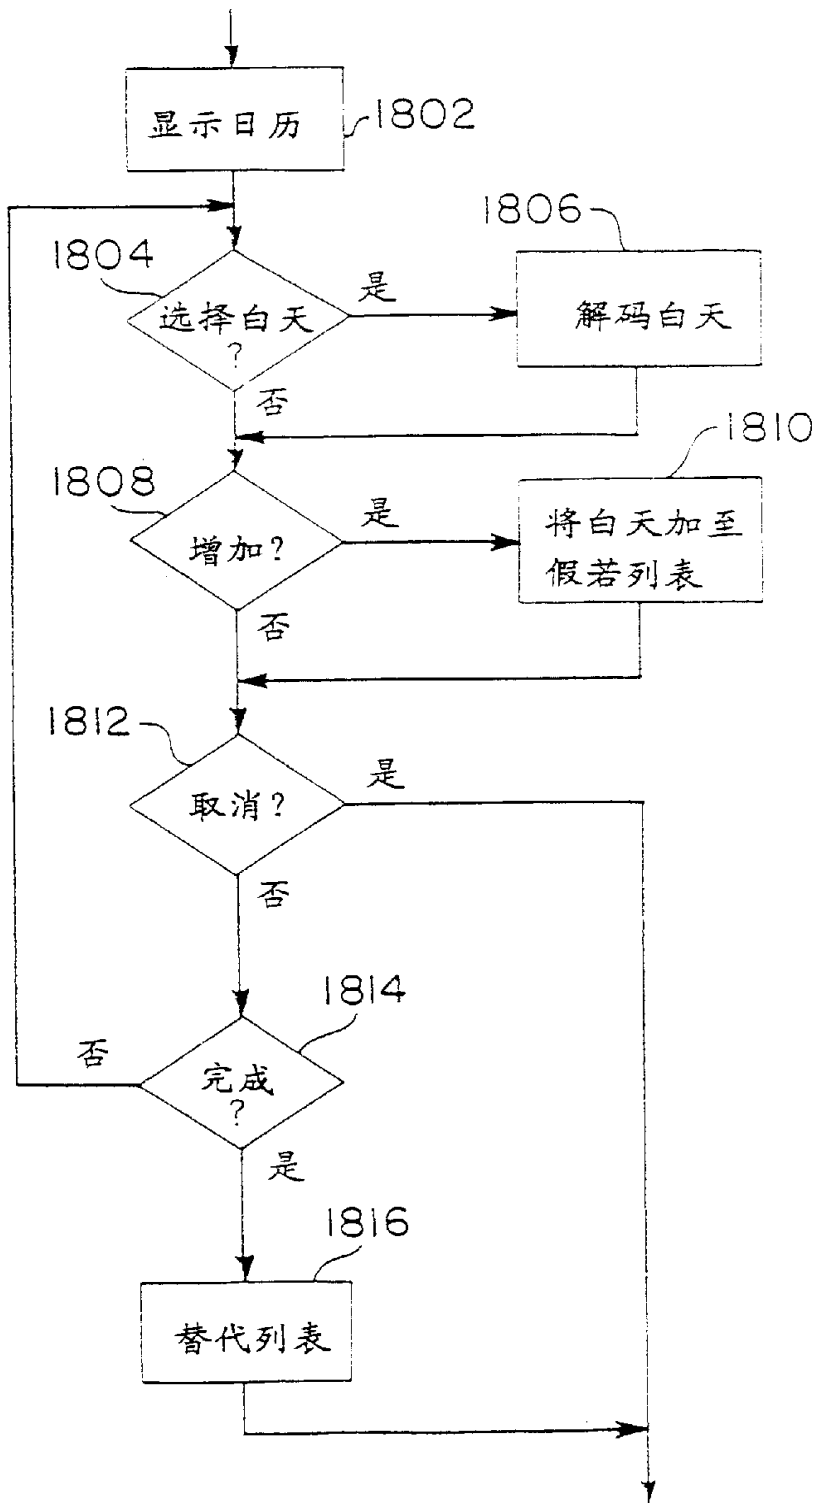 显示日历
1802
1804
选择白天
?
是
1806
解码白天
否
1808
增加?
是
1810
将白天加至
假若列表
否
1812
取消?
是
否
1814
完成
?
否
是
1816
替代列表